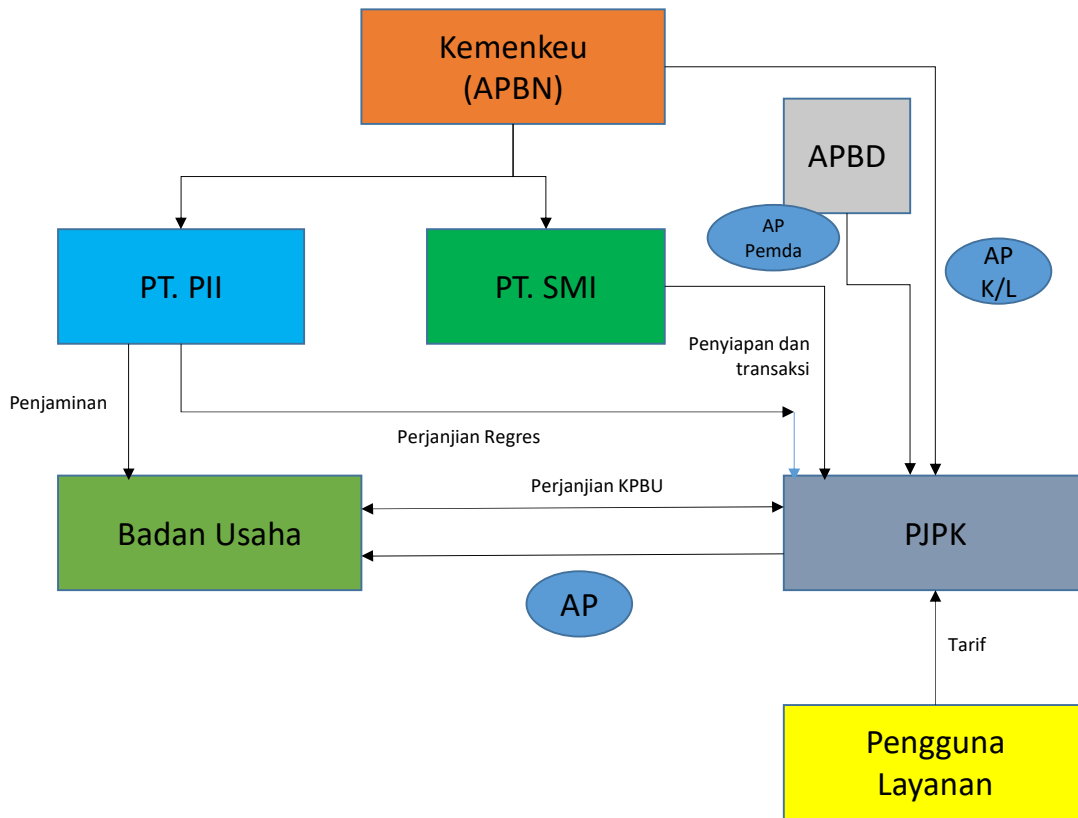 Kemenkeu
(APBN)
APBD
AP
Pemda
AP
K/L
PT. PII
PT. SMI
Penyiapan dan
transaksi
Penjaminan
Perjanjian Regres
Perjanjian KPBU
Badan Usaha
PJPK
AP
Tarif
Pengguna
Layanan